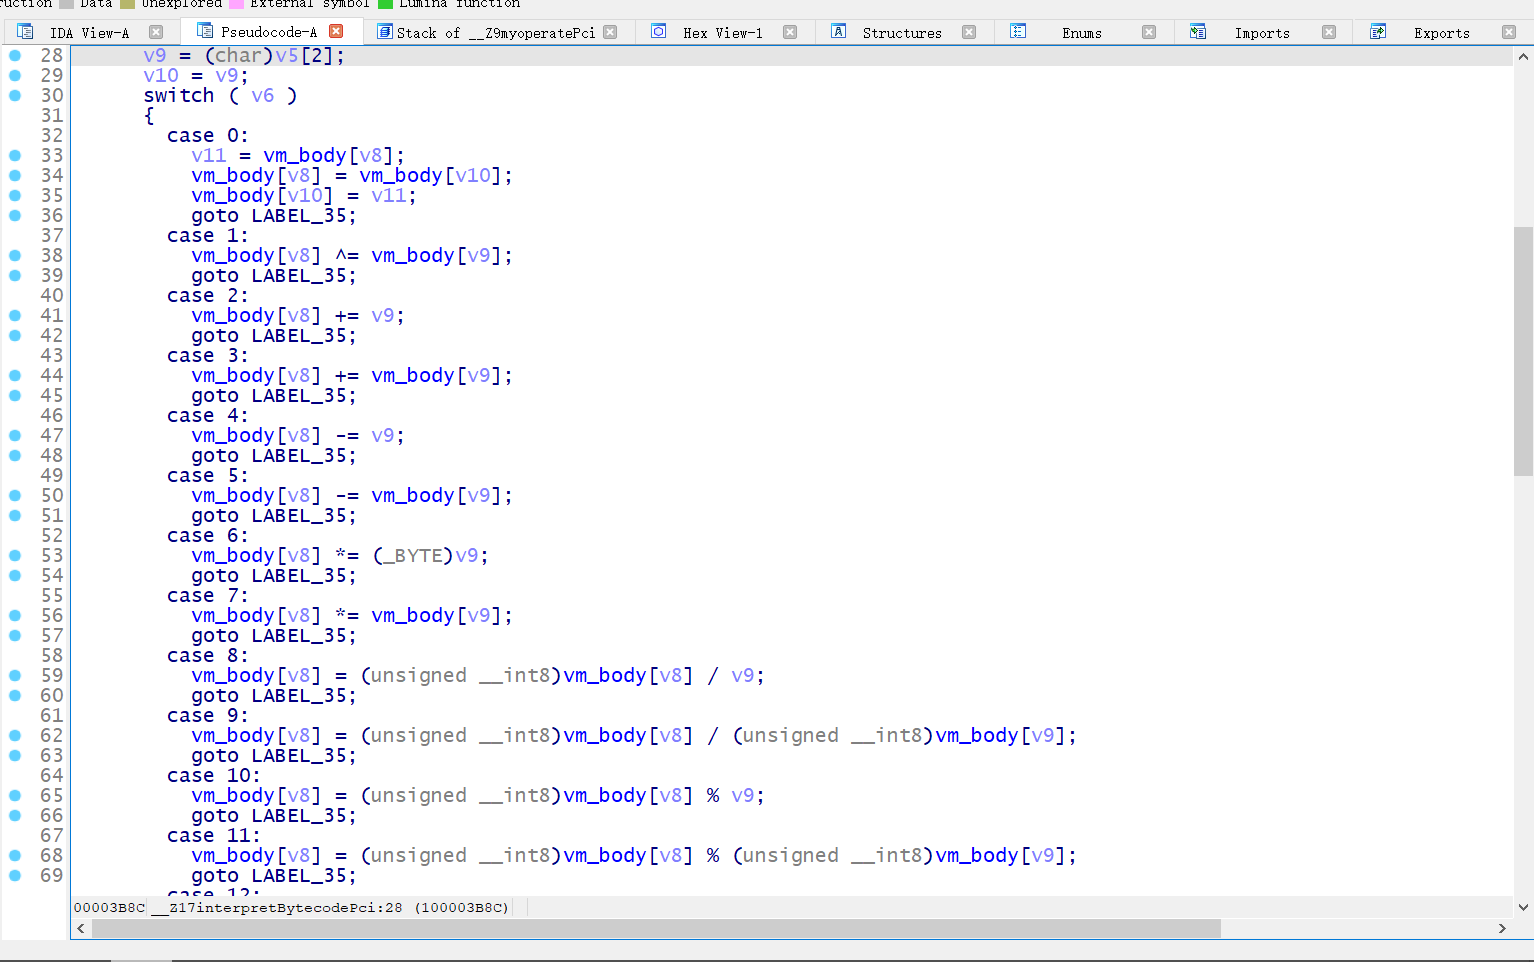 ruction Data Unexplored External symbol Lumina function
IDA View-A Pseudocode-A Stack of __Z9myoperatePci Hex View-1 Structures Enums Imports Exports
28 v9 = (char)v5[2];
29 v10 = v9;
30 switch ( v6 )
31 {
32 case 0:
33 v11 = vm_body[v8];
34 vm_body[v8] = vm_body[v10];
35 vm_body[v10] = v11;
36 goto LABEL_35;
37 case 1:
38 vm_body[v8] ^= vm_body[v9];
39 goto LABEL_35;
40 case 2:
41 vm_body[v8] += v9;
42 goto LABEL_35;
43 case 3:
44 vm_body[v8] += vm_body[v9];
45 goto LABEL_35;
46 case 4:
47 vm_body[v8] -= v9;
48 goto LABEL_35;
49 case 5:
50 vm_body[v8] -= vm_body[v9];
51 goto LABEL_35;
52 case 6:
53 vm_body[v8] *= (_BYTE)v9;
54 goto LABEL_35;
55 case 7:
56 vm_body[v8] *= vm_body[v9];
57 goto LABEL_35;
58 case 8:
59 vm_body[v8] = (unsigned __int8)vm_body[v8] / v9;
60 goto LABEL_35;
61 case 9:
62 vm_body[v8] = (unsigned __int8)vm_body[v8] / (unsigned __int8)vm_body[v9];
63 goto LABEL_35;
64 case 10:
65 vm_body[v8] = (unsigned __int8)vm_body[v8] % v9;
66 goto LABEL_35;
67 case 11:
68 vm_body[v8] = (unsigned __int8)vm_body[v8] % (unsigned __int8)vm_body[v9];
69 goto LABEL_35;
case 12:
00003B8C __Z17interpretBytecodePci:28 (100003B8C)